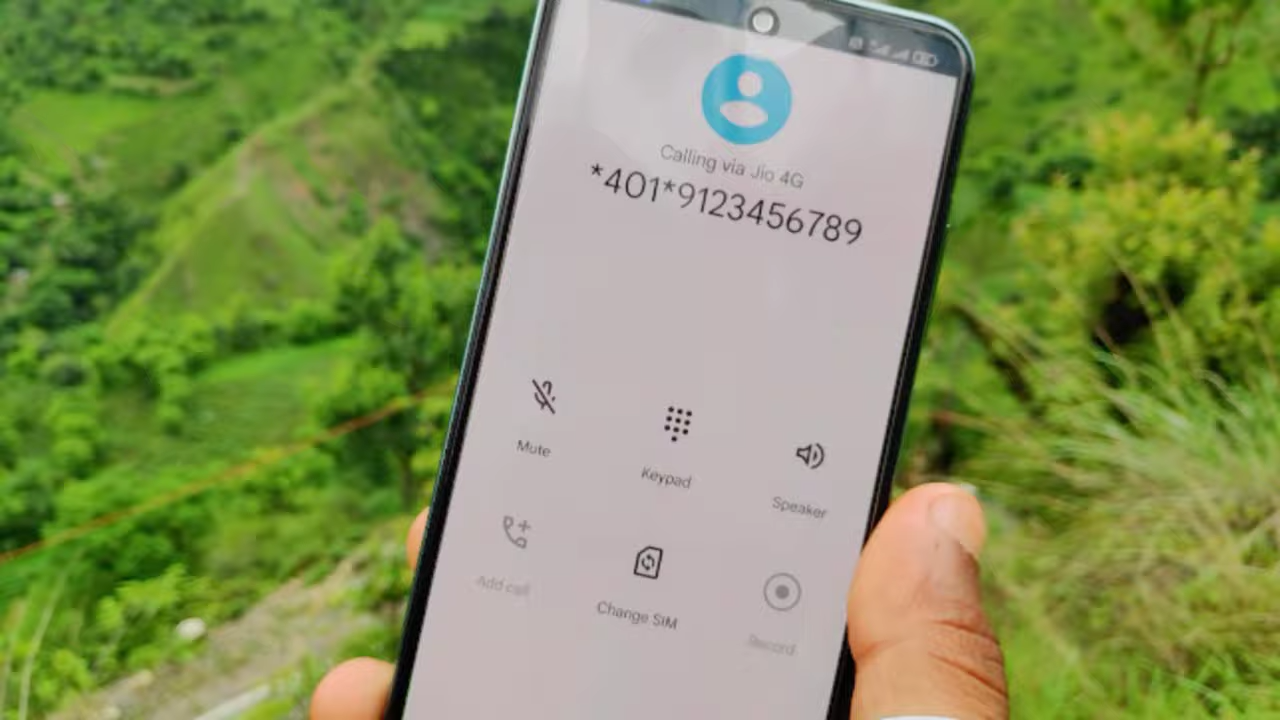 Calling via Jio 4G
*401*9123456789
Mute
Keypad
Speaker
Add call
Change SIM
Record